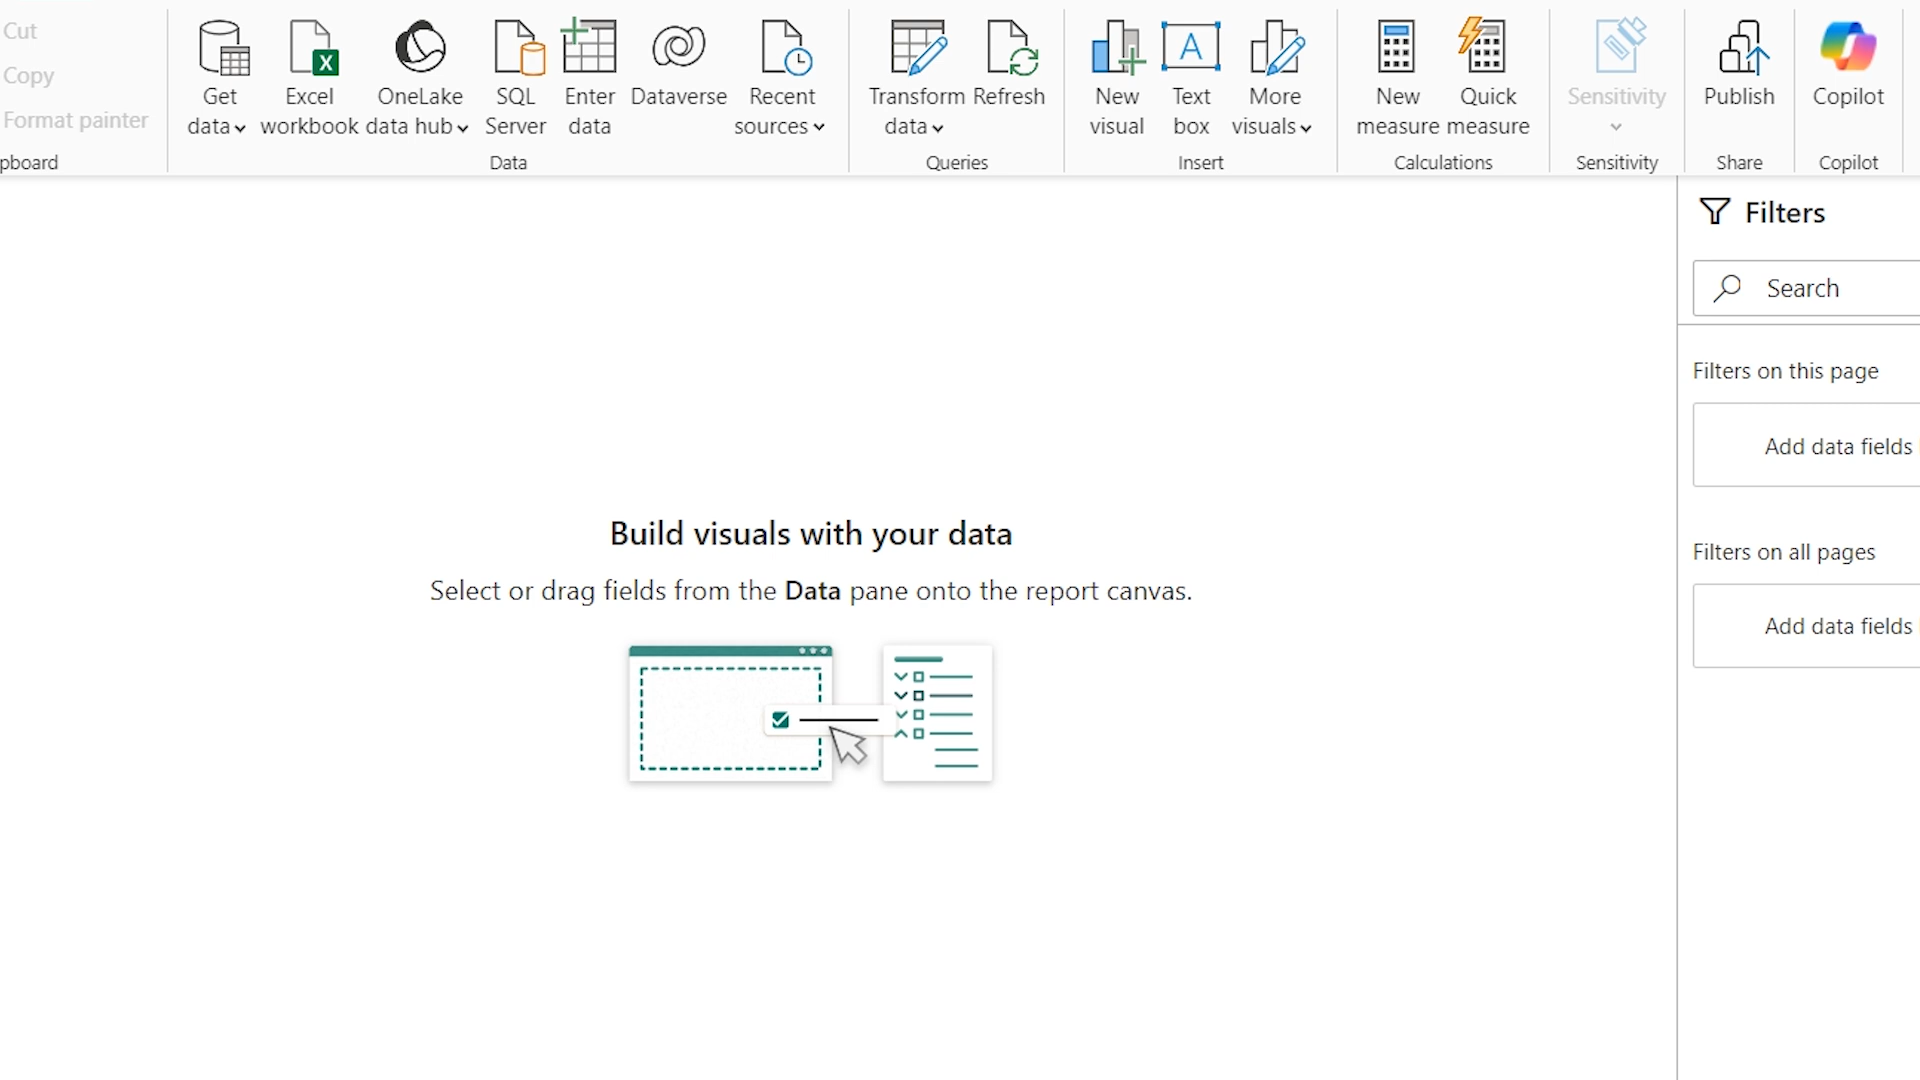 Cut
Copy
Format painter
pboard
Get data
Excel workbook
OneLake data hub
SQL Server
Enter data
Dataverse
Recent sources
Data
Transform data
Refresh
Queries
New visual
Text box
More visuals
Insert
New measure
Quick measure
Calculations
Sensitivity
Sensitivity
Publish
Share
Copilot
Copilot
Filters
Search
Filters on this page
Add data fields
Filters on all pages
Add data fields
Build visuals with your data
Select or drag fields from the Data pane onto the report canvas.